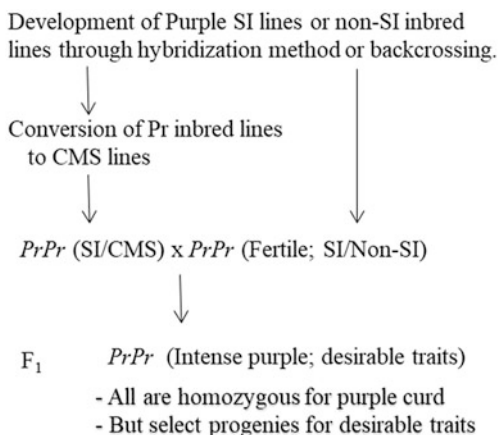 Development of Purple SI lines or non-SI inbred
lines through hybridization method or backcrossing.
Conversion of Pr inbred lines
to CMS lines
PrPr (SI/CMS) x PrPr (Fertile; SI/Non-SI)
F1 PrPr (Intense purple; desirable traits)
- All are homozygous for purple curd
- But select progenies for desirable traits